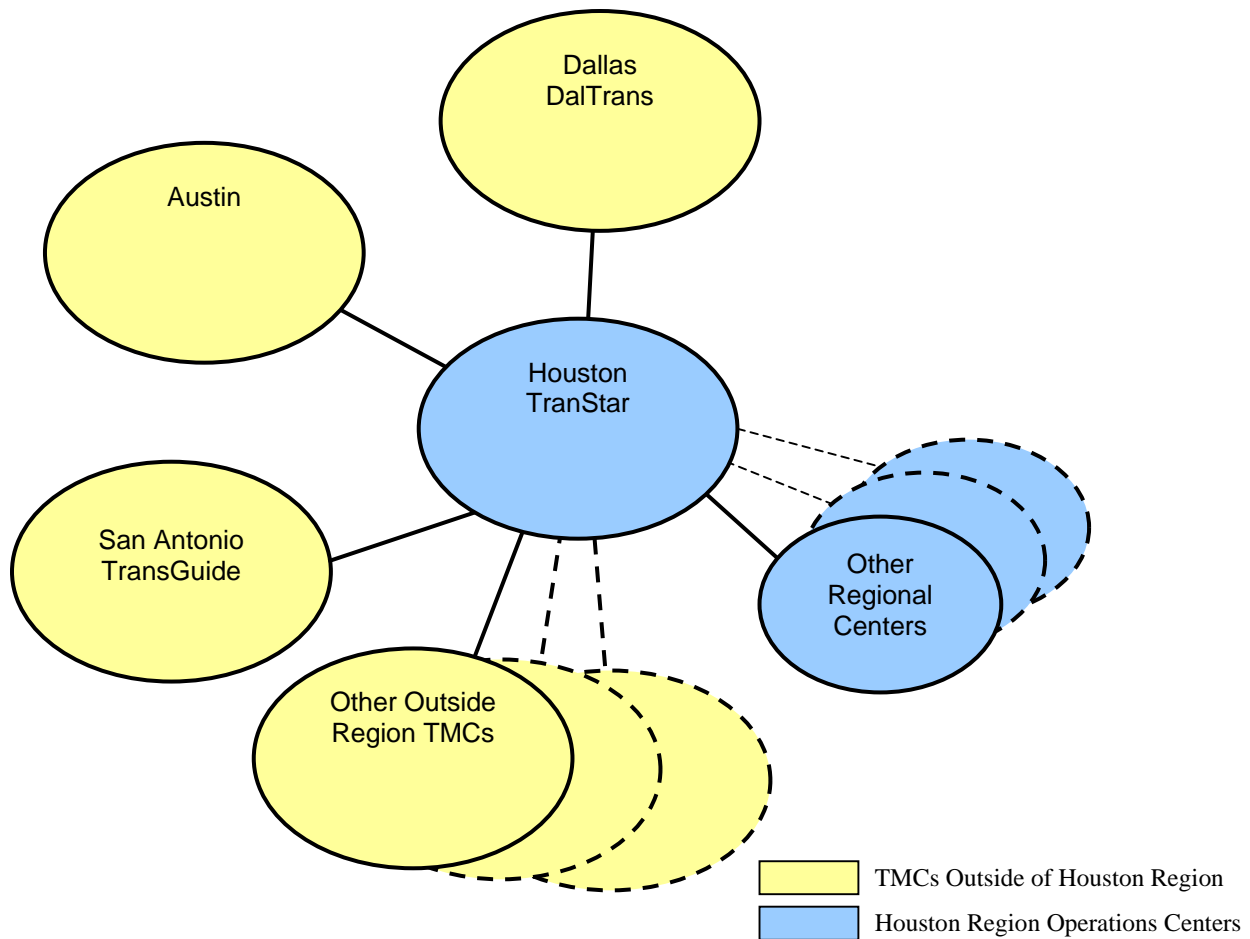 Dallas
DalTrans
Austin
Houston
TranStar
San Antonio
TransGuide
Other
Regional
Centers
Other Outside
Region TMCs
TMCs Outside of Houston Region
Houston Region Operations Centers